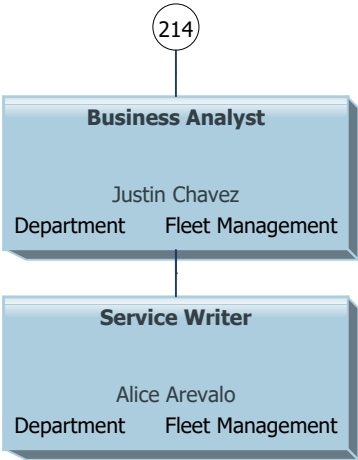 214
Business Analyst
Justin Chavez
Department Fleet Management
Service Writer
Alice Arevalo
Department Fleet Management